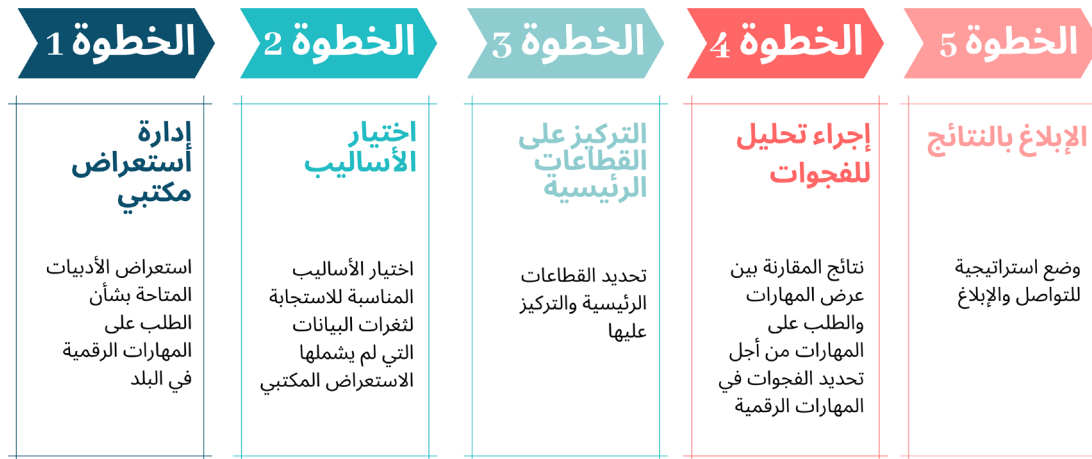 الخطوة 1
إدارة
استعراض
مكتبي
استعراض الأدبيات
المتاحة بشأن
الطلب على
المهارات الرقمية
في البلد
الخطوة 2
اختيار
الأساليب
اختيار الأساليب
المناسبة للاستجابة
لثغرات البيانات
التي لم يشملها
الاستعراض المكتبي
الخطوة 3
التركيز على
القطاعات
الرئيسية
تحديد القطاعات
الرئيسية والتركيز
عليها
الخطوة 4
إجراء تحليل
للفجوات
نتائج المقارنة بين
عرض المهارات
والطلب على
المهارات من أجل
تحديد الفجوات في
المهارات الرقمية
الخطوة 5
الإبلاغ بالنتائج
وضع استراتيجية
للتواصل والإبلاغ